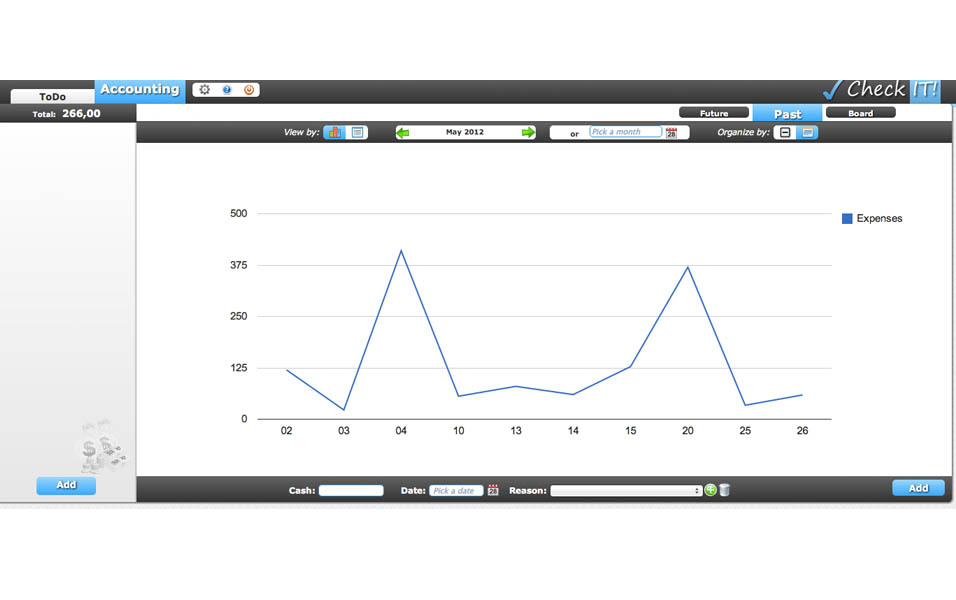 ToDo
Accounting
Check IT!
Total: 266,00
Future
Past
Board
View by:
May 2012
or
Pick a month
28
Organize by:
500
375
250
125
0
02 03 04 10 13 14 15 20 25 26
Expenses
Add
Cash:
Date:
Pick a date
28
Reason:
Add